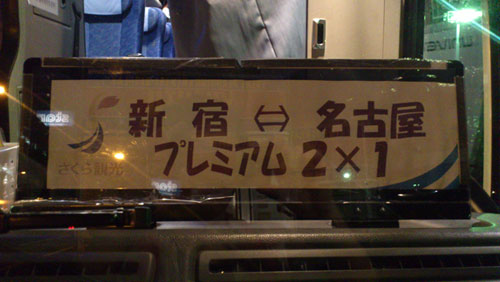 新宿 ⇔ 名古屋
プレミアム 2×1
さくら観光